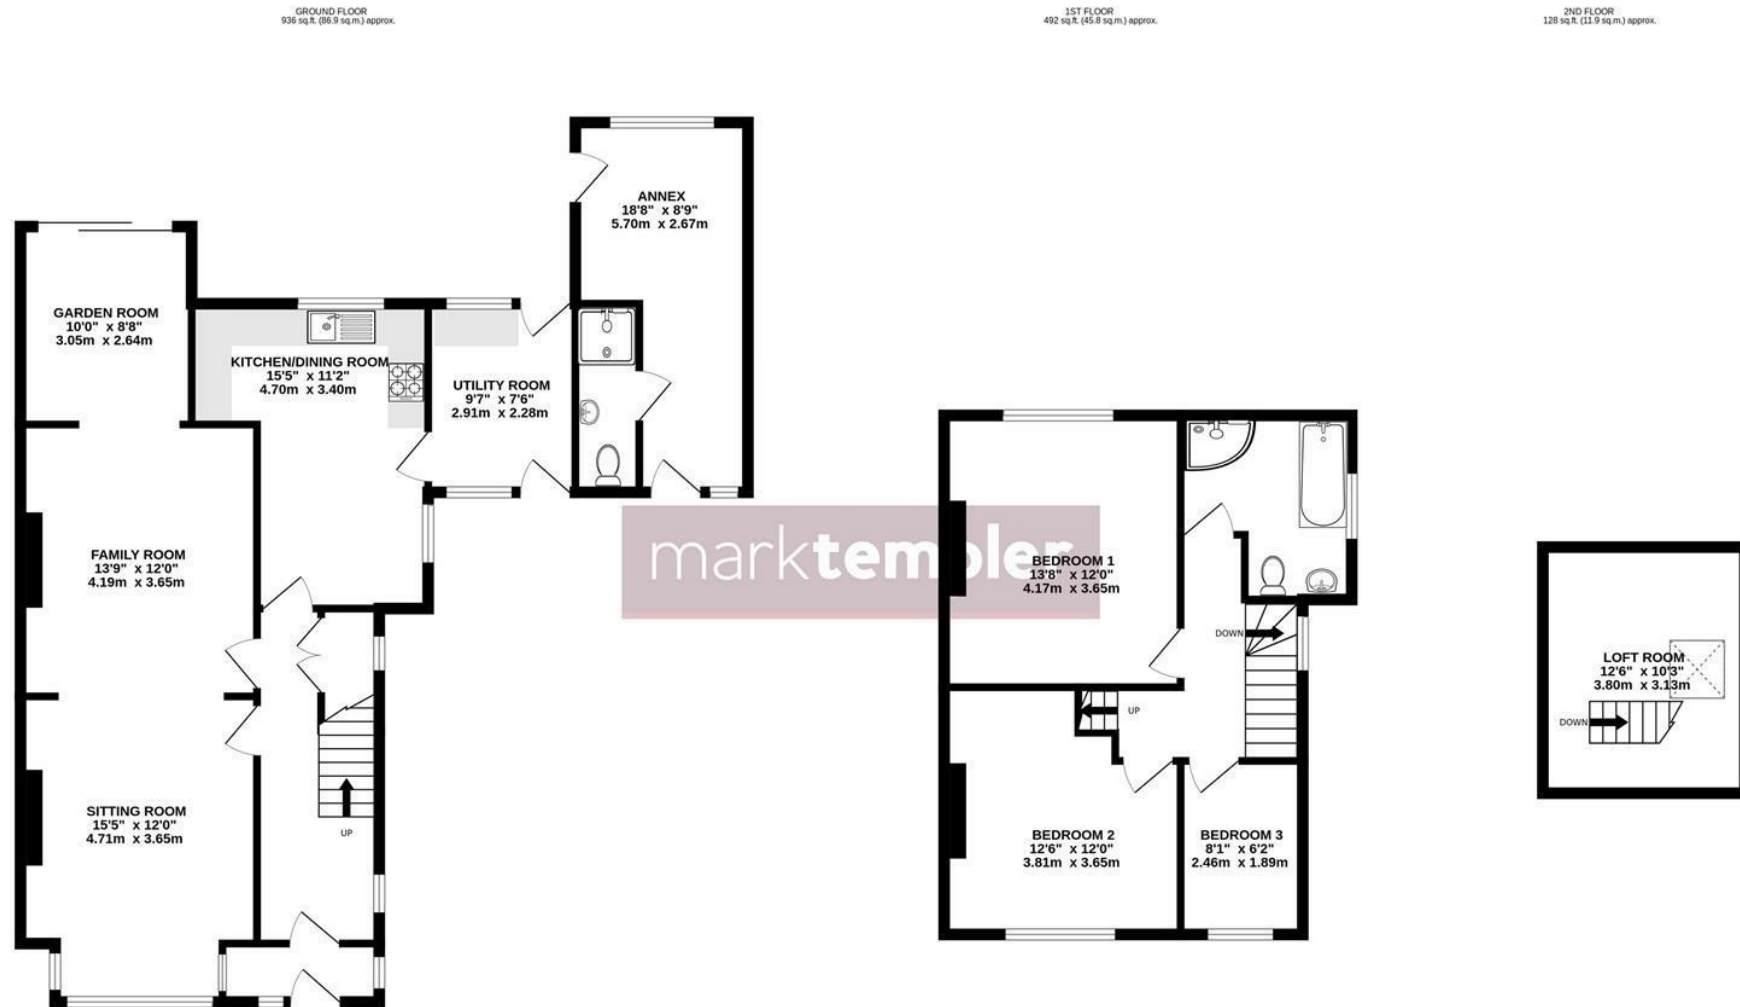 GROUND FLOOR
936 sq.ft. (86.9 sq.m.) approx.
1ST FLOOR
492 sq.ft. (45.8 sq.m.) approx.
2ND FLOOR
128 sq.ft. (11.9 sq.m.) approx.
ANNEX
18'8" x 8'9"
5.70m x 2.67m
GARDEN ROOM
10'0" x 8'8"
3.05m x 2.64m
KITCHEN/DINING ROOM
15'5" x 11'2"
4.70m x 3.40m
UTILITY ROOM
9'7" x 7'6"
2.91m x 2.28m
FAMILY ROOM
13'9" x 12'0"
4.19m x 3.65m
SITTING ROOM
15'5" x 12'0"
4.71m x 3.65m
UP
marktempler
BEDROOM 1
13'8" x 12'0"
4.17m x 3.65m
DOWN
UP
BEDROOM 2
12'6" x 12'0"
3.81m x 3.65m
BEDROOM 3
8'1" x 6'2"
2.46m x 1.89m
LOFT ROOM
12'6" x 10'3"
3.80m x 3.13m
DOWN